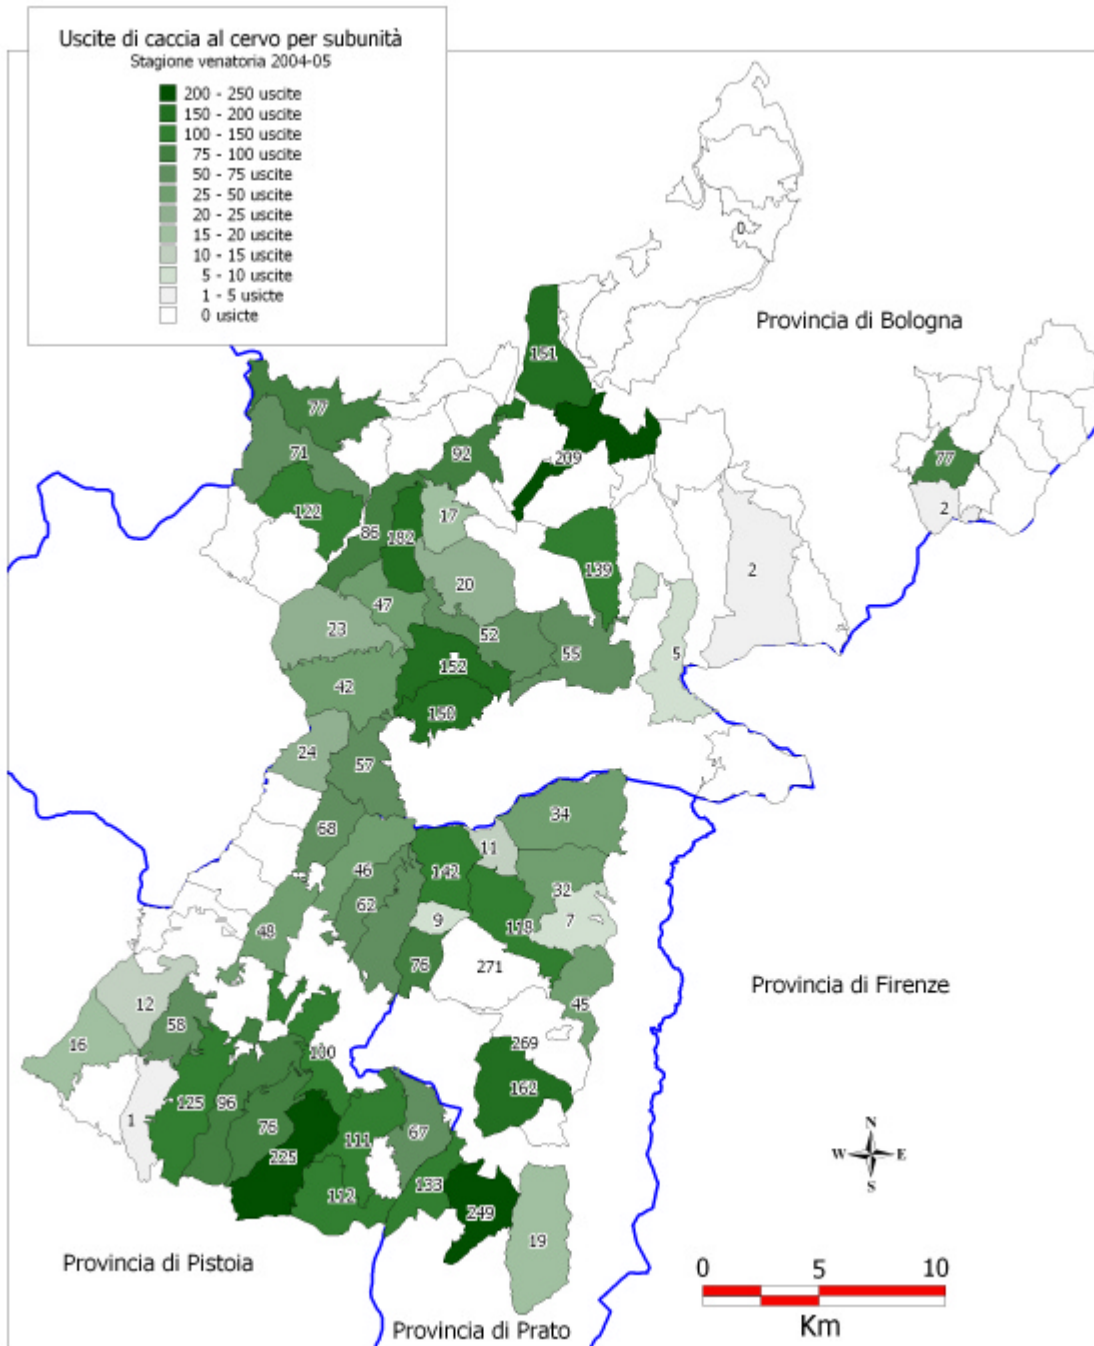 Uscite di caccia al cervo per subunità
Stagione venatoria 2004-05
200 - 250 uscite
150 - 200 uscite
100 - 150 uscite
75 - 100 uscite
50 - 75 uscite
25 - 50 uscite
20 - 25 uscite
15 - 20 uscite
10 - 15 uscite
5 - 10 uscite
1 - 5 usicte
0 usicte
0
Provincia di Bologna
151
77
71
92
209
77
122
17
2
86
182
139
2
20
47
23
52
55
5
152
42
150
24
57
34
68
11
46
142
32
62
9
118
7
48
76
271
Provincia di Firenze
12
45
58
16
100
269
162
125
96
1
76
111
67
225
N
W E
S
112
133
249
19
Provincia di Pistoia
0 5 10
Km
Provincia di Prato